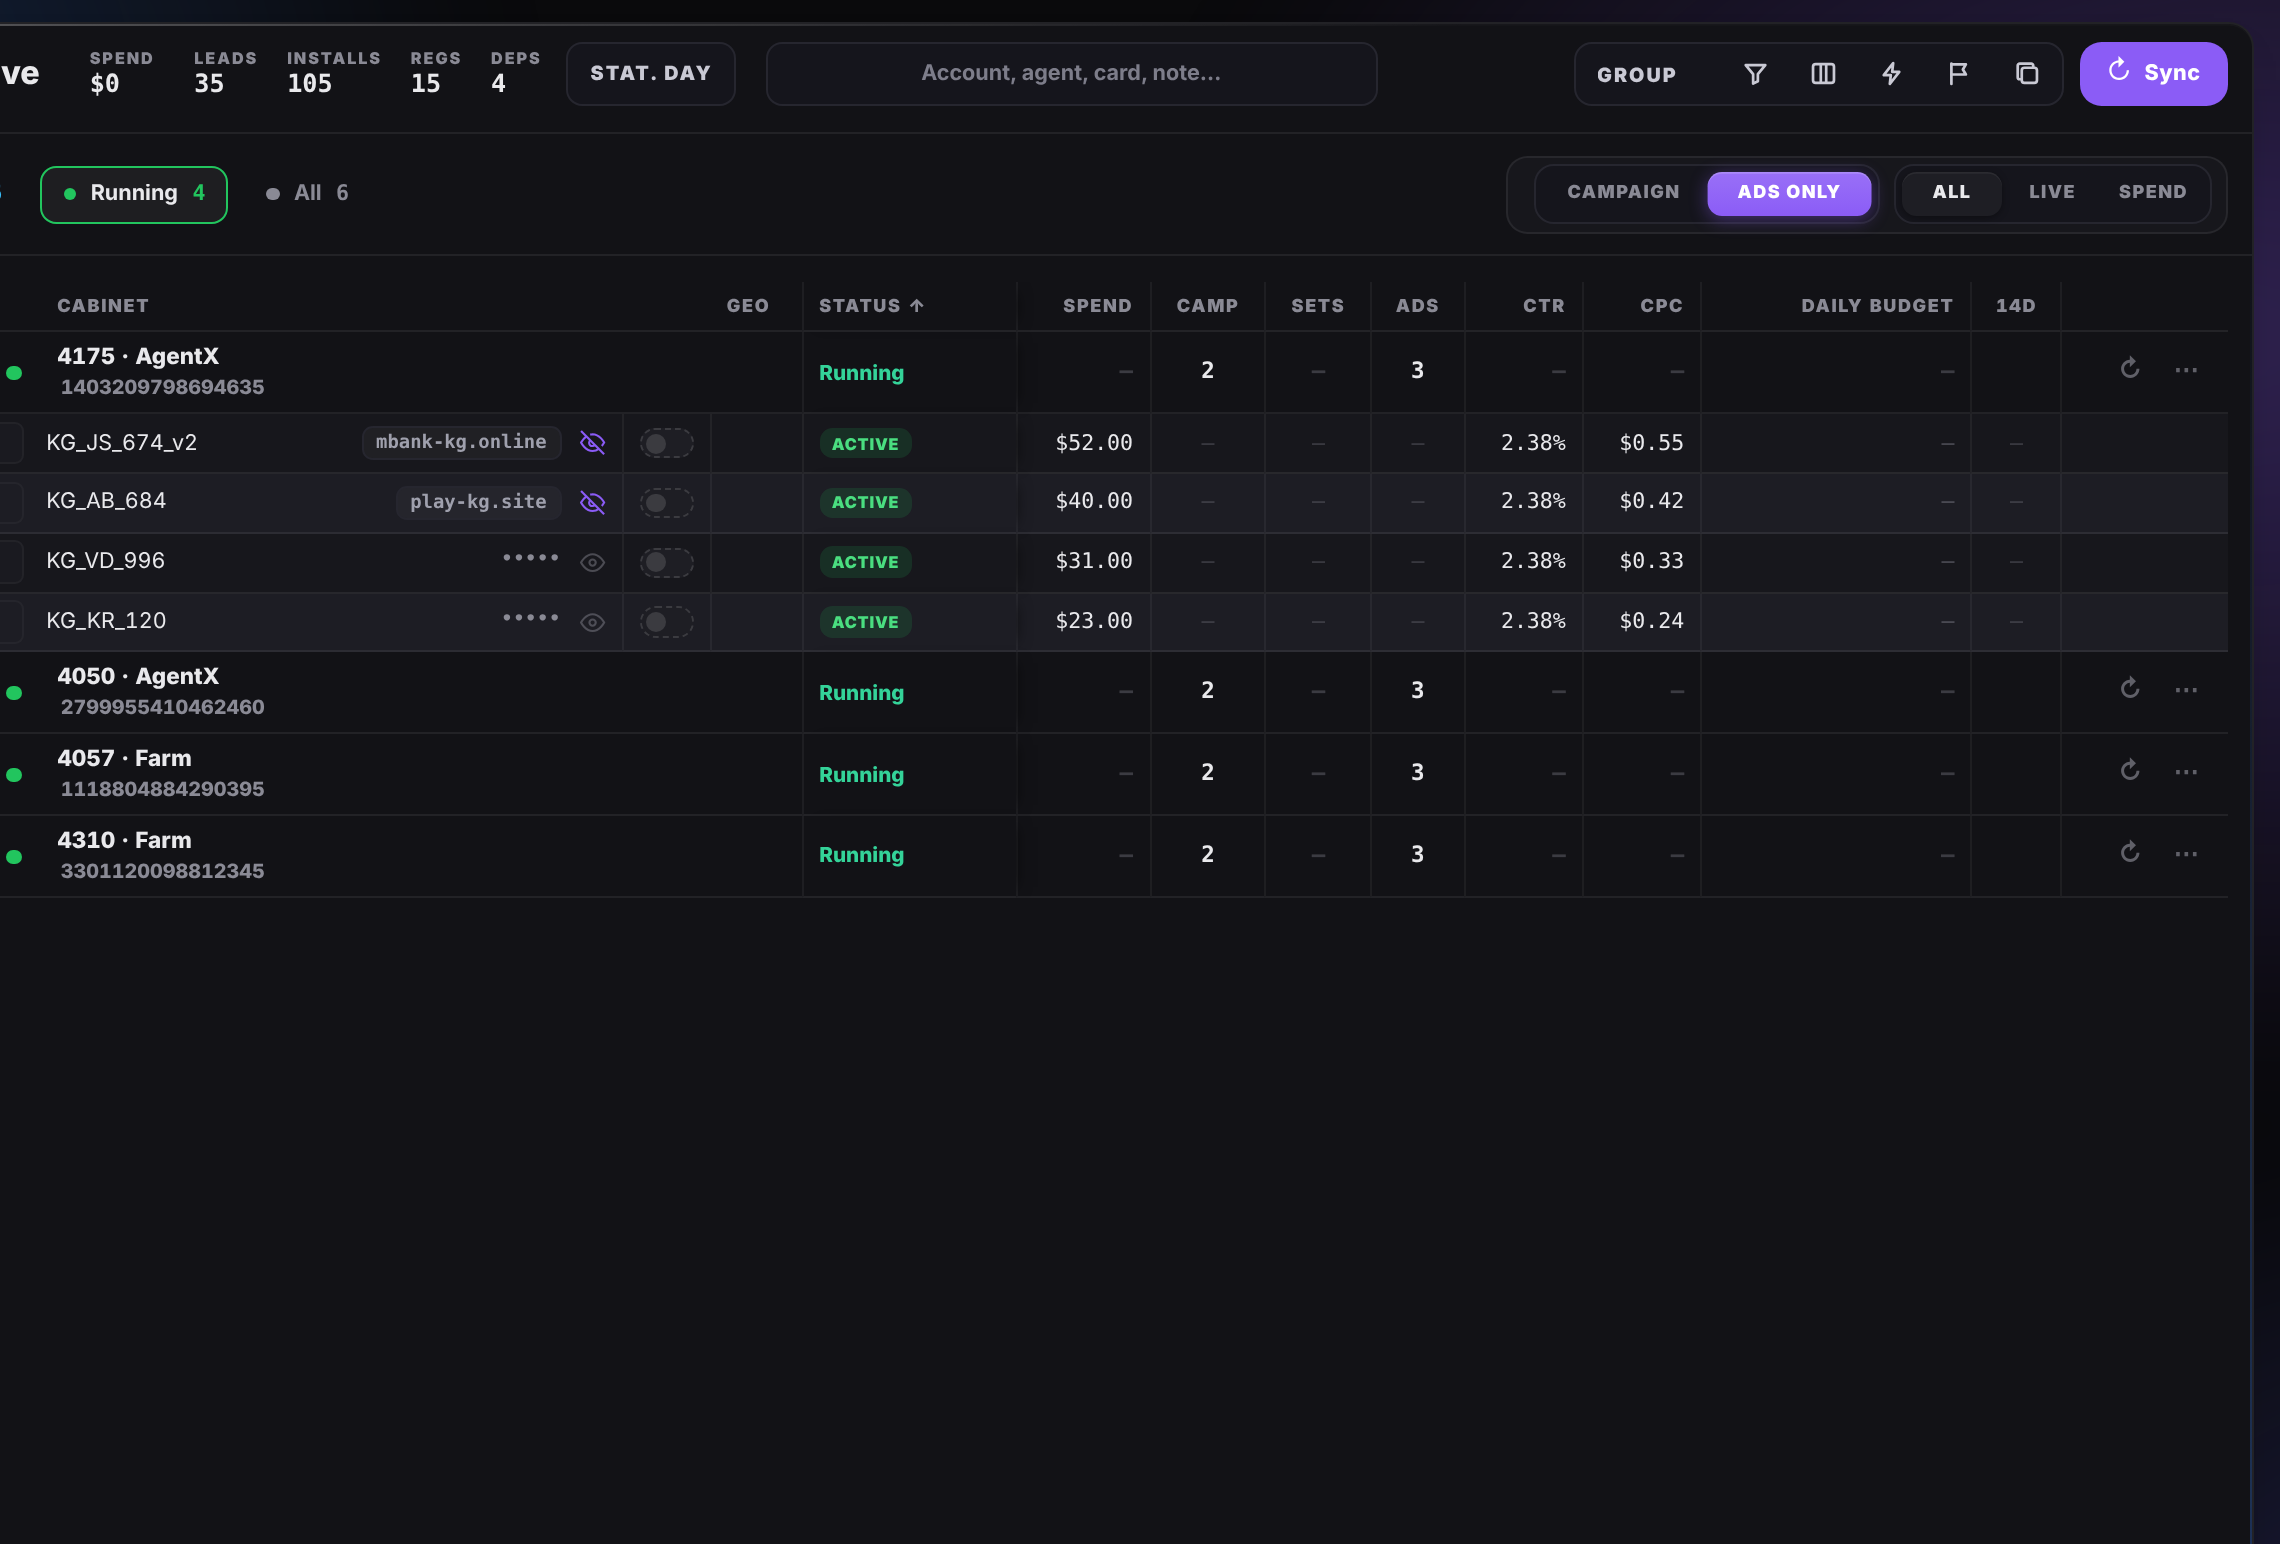 ve
SPEND LEADS INSTALLS REGS DEPS
$0 35 105 15 4
STAT. DAY
Account, agent, card, note...
GROUP
Sync
Running 4
All 6
CAMPAIGN ADS ONLY ALL LIVE SPEND
CABINET GEO STATUS ↑ SPEND CAMP SETS ADS CTR CPC DAILY BUDGET 14D
4175 · AgentX
1403209798694635
Running – 2 – 3 – – – ...
KG_JS_674_v2 mbank-kg.online ACTIVE $52.00 – – – 2.38% $0.55 – –
KG_AB_684 play-kg.site ACTIVE $40.00 – – – 2.38% $0.42 – –
KG_VD_996 ••••• ACTIVE $31.00 – – – 2.38% $0.33 – –
KG_KR_120 ••••• ACTIVE $23.00 – – – 2.38% $0.24 – –
4050 · AgentX
2799955410462460
Running – 2 – 3 – – – ...
4057 · Farm
1118804884290395
Running – 2 – 3 – – – ...
4310 · Farm
3301120098812345
Running – 2 – 3 – – – ...